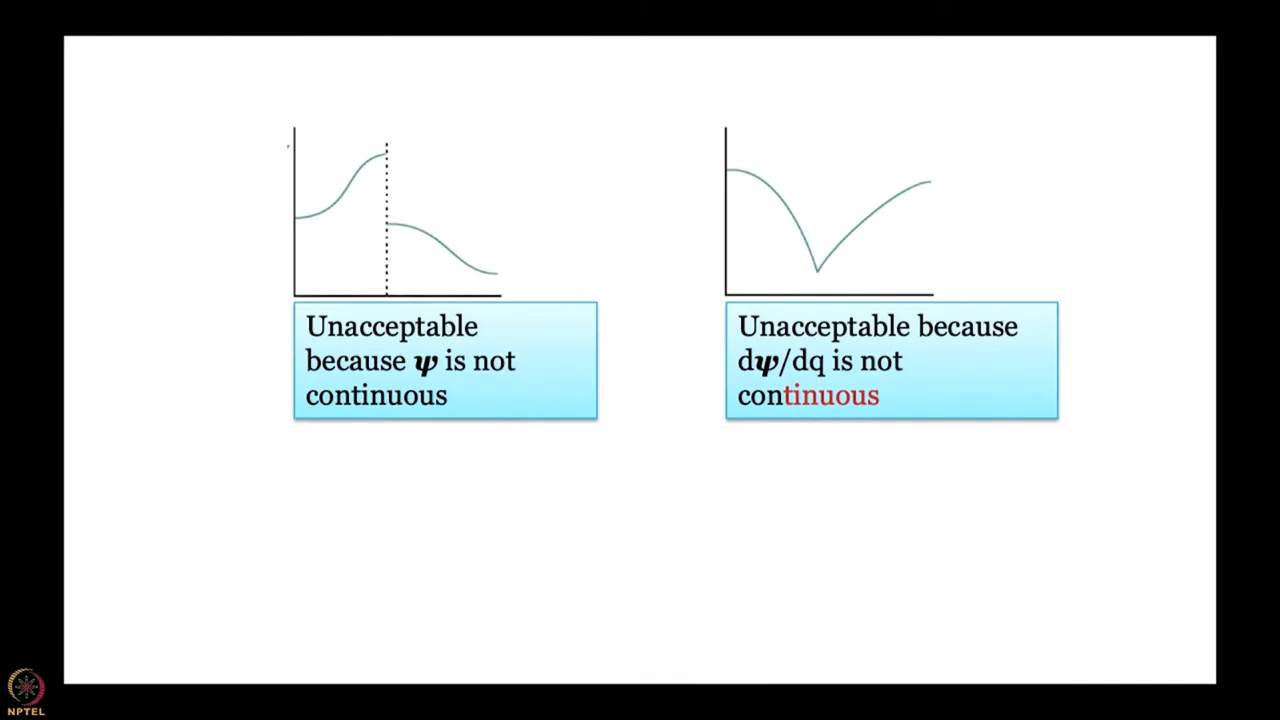 Unacceptable
because ψ is not
continuous
Unacceptable because
dψ/dq is not
continuous
NPTEL